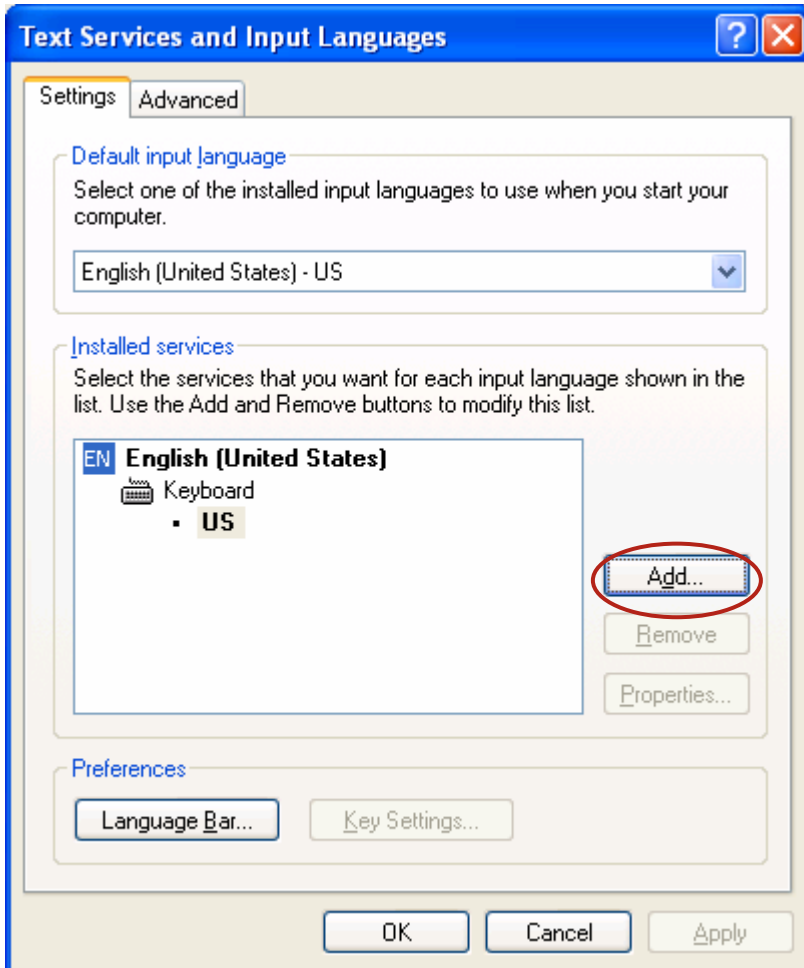 Text Services and Input Languages
?
Settings
Advanced
Default input language
Select one of the installed input languages to use when you start your
computer.
English (United States) - US
Installed services
Select the services that you want for each input language shown in the
list. Use the Add and Remove buttons to modify this list.
EN English (United States)
Keyboard
▪ US
Add...
Remove
Properties...
Preferences
Language Bar...
Key Settings...
OK
Cancel
Apply